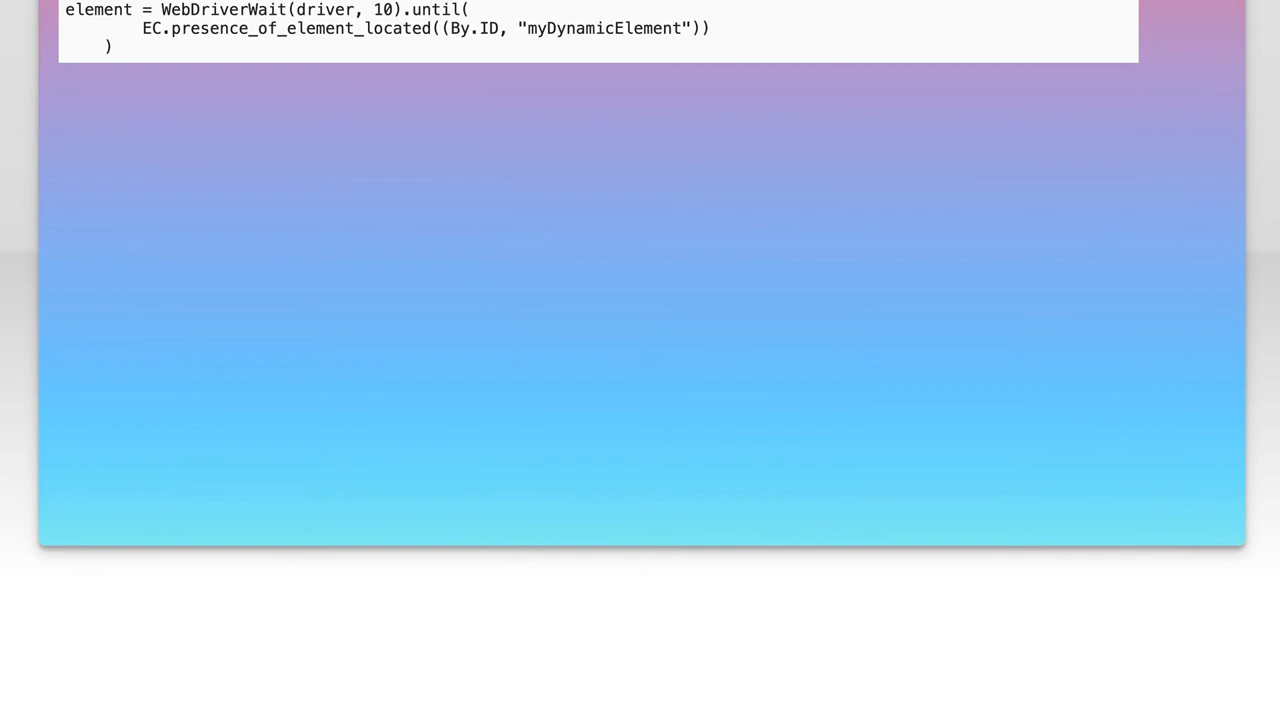 element = WebDriverWait(driver, 10).until(
        EC.presence_of_element_located((By.ID, "myDynamicElement"))
    )